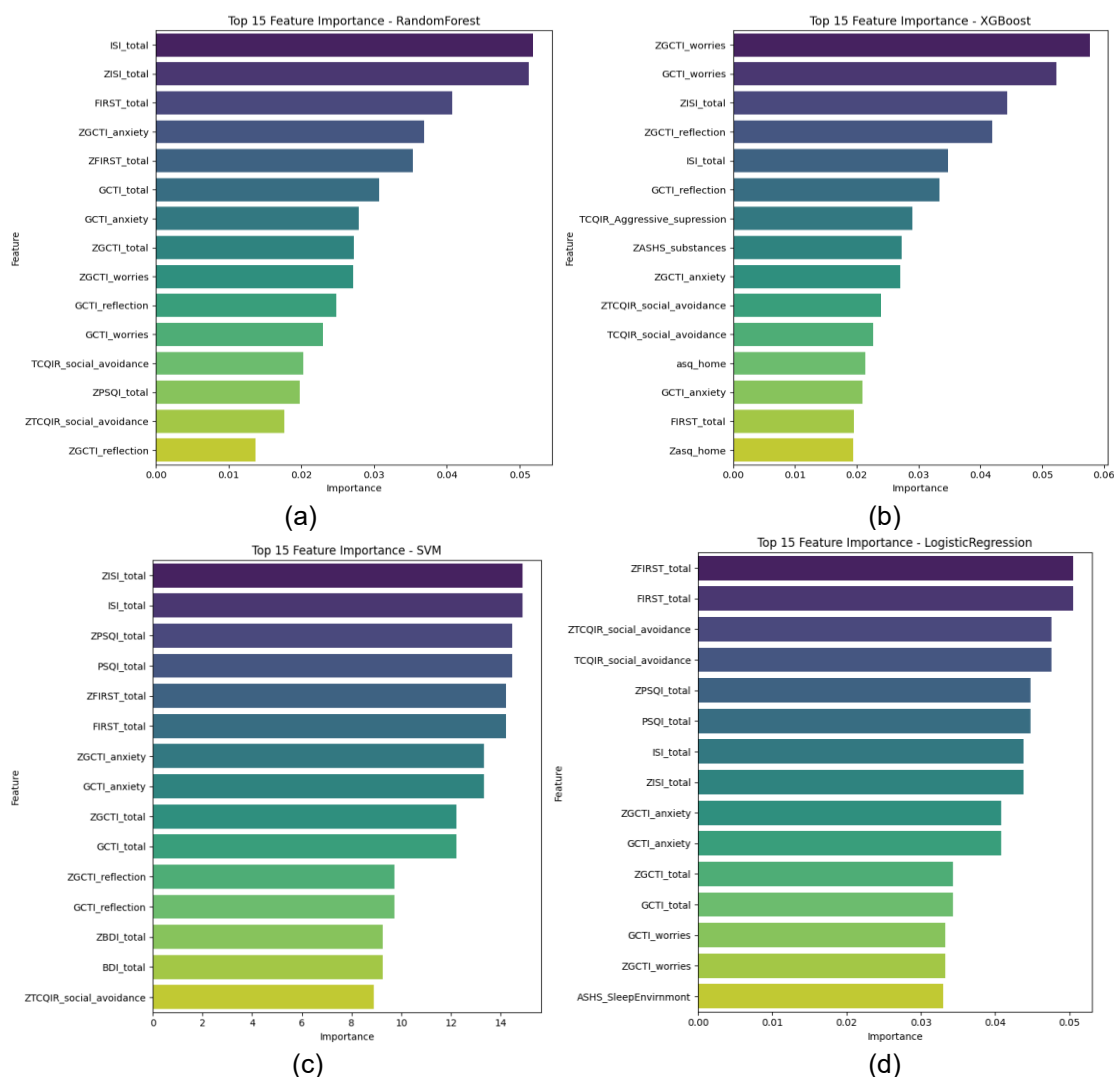 Top 15 Feature Importance - RandomForest
ISI_total
ZISI_total
FIRST_total
ZGCTI_anxiety
ZFIRST_total
GCTI_total
GCTI_anxiety
ZGCTI_total
ZGCTI_worries
GCTI_reflection
GCTI_worries
TCQIR_social_avoidance
ZPSQI_total
ZTCQIR_social_avoidance
ZGCTI_reflection
Feature
0.00 0.01 0.02 0.03 0.04 0.05
Importance
(a)
Top 15 Feature Importance - XGBoost
ZGCTI_worries
GCTI_worries
ZISI_total
ZGCTI_reflection
ISI_total
GCTI_reflection
TCQIR_Aggressive_supression
ZASHS_substances
ZGCTI_anxiety
ZTCQIR_social_avoidance
TCQIR_social_avoidance
asq_home
GCTI_anxiety
FIRST_total
Zasq_home
Feature
0.00 0.01 0.02 0.03 0.04 0.05 0.06
Importance
(b)
Top 15 Feature Importance - SVM
ZISI_total
ISI_total
ZPSQI_total
PSQI_total
ZFIRST_total
FIRST_total
ZGCTI_anxiety
GCTI_anxiety
ZGCTI_total
GCTI_total
ZGCTI_reflection
GCTI_reflection
ZBDI_total
BDI_total
ZTCQIR_social_avoidance
Feature
0 2 4 6 8 10 12 14
Importance
(c)
Top 15 Feature Importance - LogisticRegression
ZFIRST_total
FIRST_total
ZTCQIR_social_avoidance
TCQIR_social_avoidance
ZPSQI_total
PSQI_total
ISI_total
ZISI_total
ZGCTI_anxiety
GCTI_anxiety
ZGCTI_total
GCTI_total
GCTI_worries
ZGCTI_worries
ASHS_SleepEnvirnment
Feature
0.00 0.01 0.02 0.03 0.04 0.05
Importance
(d)